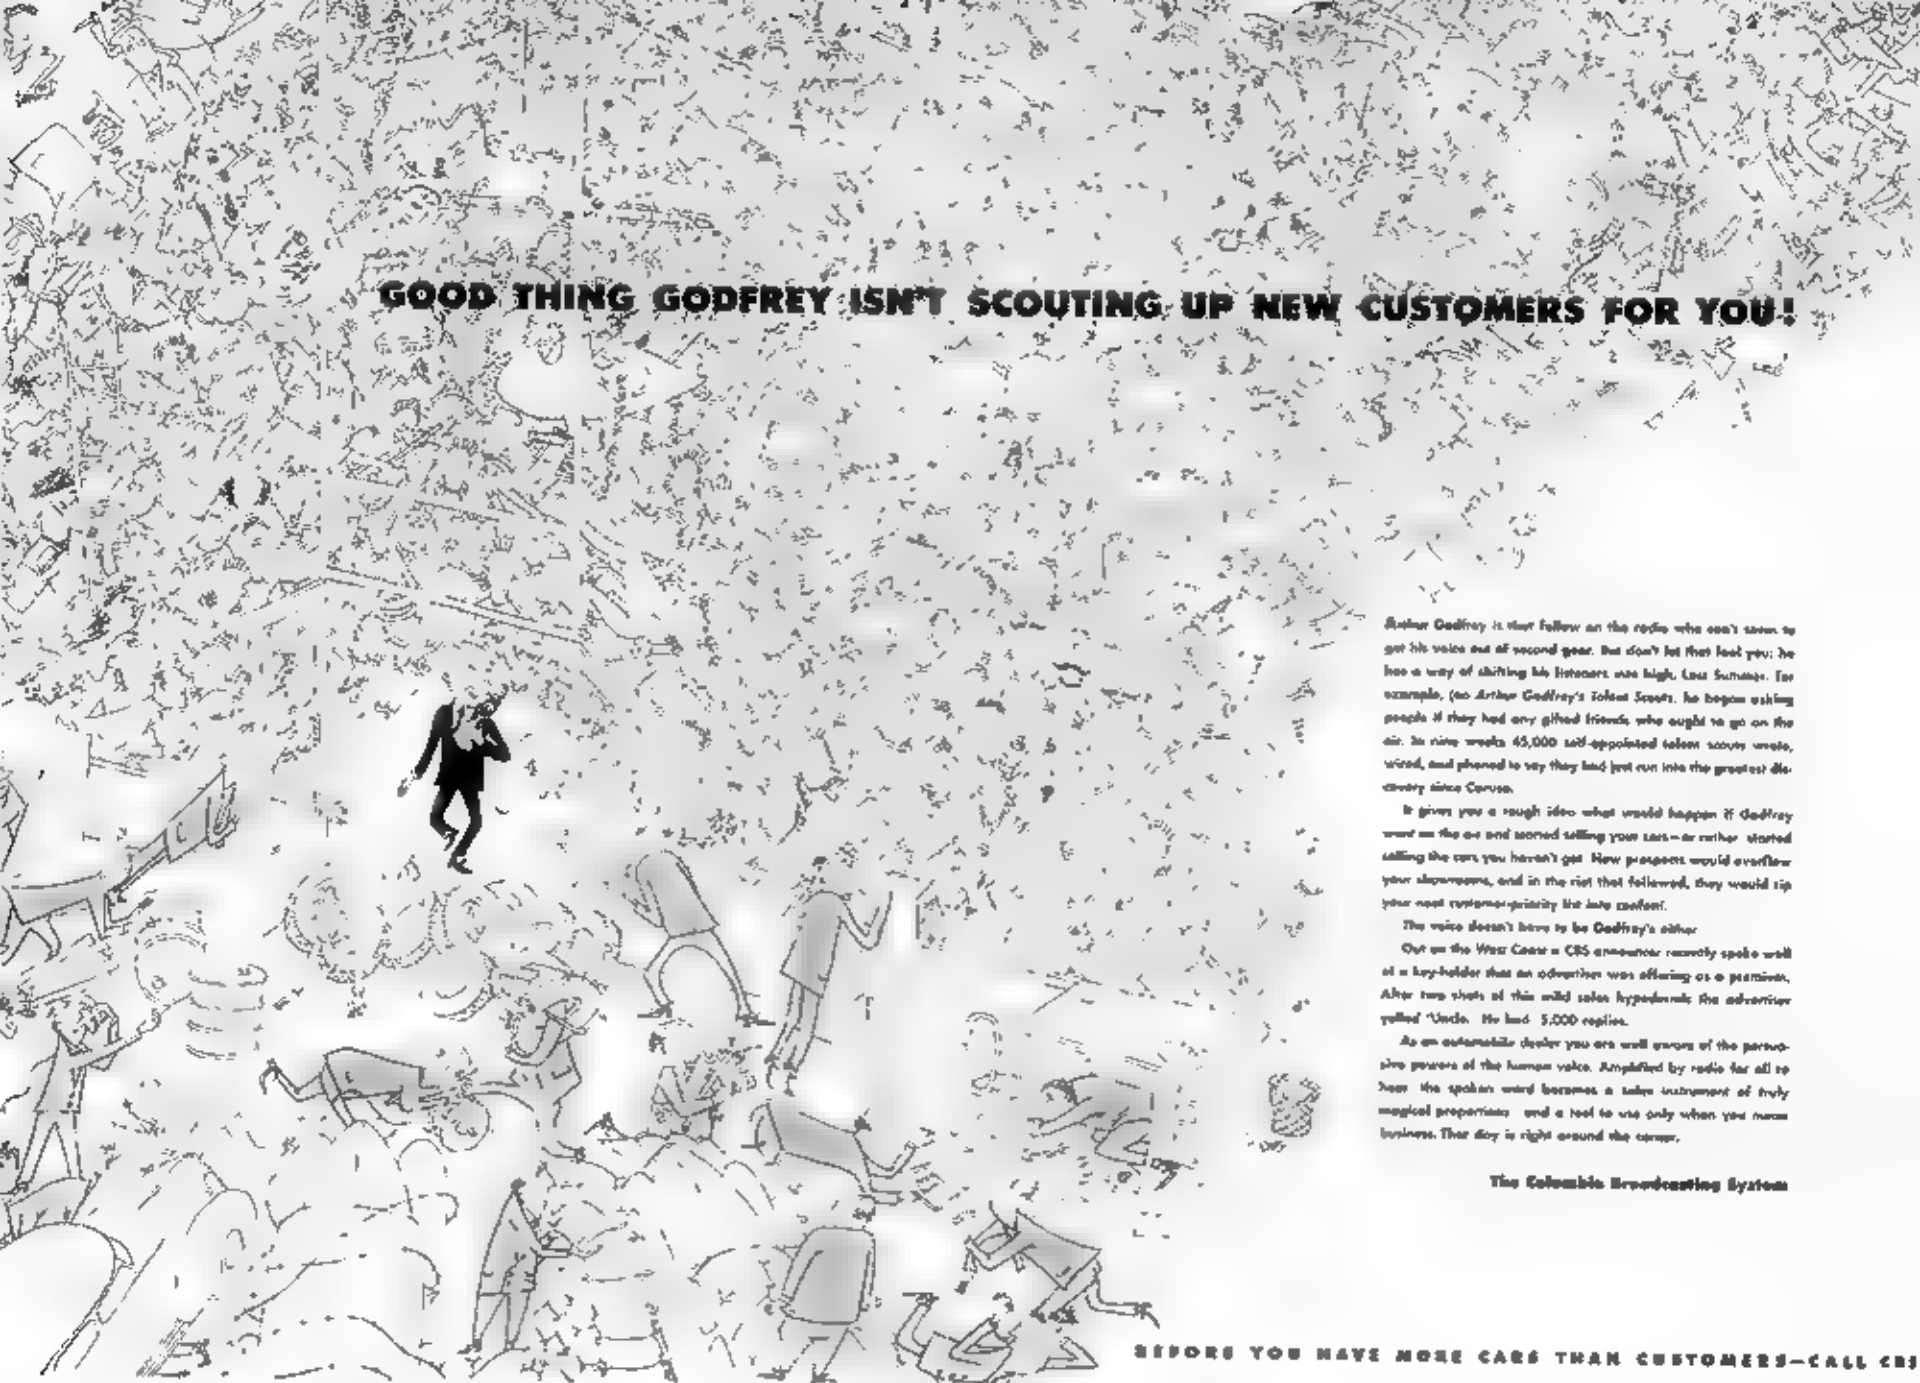 GOOD THING GODFREY ISN'T SCOUTING UP NEW CUSTOMERS FOR YOU!
Arthur Godfrey is that fellow on the radio who can't seem to
get his voice out of second gear. But don't let that fool you; he
has a way of shifting his listeners into high. Last Summer, for
example, (on Arthur Godfrey's Talent Scouts, he began asking
people if they had any gifted friends who ought to go on the
air. In nine weeks 45,000 self-appointed talent scouts wrote,
wired, and phoned to say they had just run into the greatest dis-
covery since Caruso.
It gives you a rough idea what would happen if Godfrey
went on the air and started selling your cars—or rather started
selling the cars you haven't got. New prospects would overflow
your showrooms, and in the riot that followed, they would rip
your neat customer-priority list into confetti.
The voice doesn't have to be Godfrey's either
Out on the West Coast a CBS announcer recently spoke well
of a key-holder that an advertiser was offering as a premium.
After two shots of this mild sales hypodermic the advertiser
yelled "Uncle. He had 5,000 replies.
As an automobile dealer you are well aware of the persua-
sive powers of the human voice. Amplified by radio for all to
hear the spoken word becomes a sales instrument of truly
magical proportions and a tool to use only when you mean
business. That day is right around the corner.
The Columbia Broadcasting System
BEFORE YOU HAVE MORE CARS THAN CUSTOMERS—CALL CBS